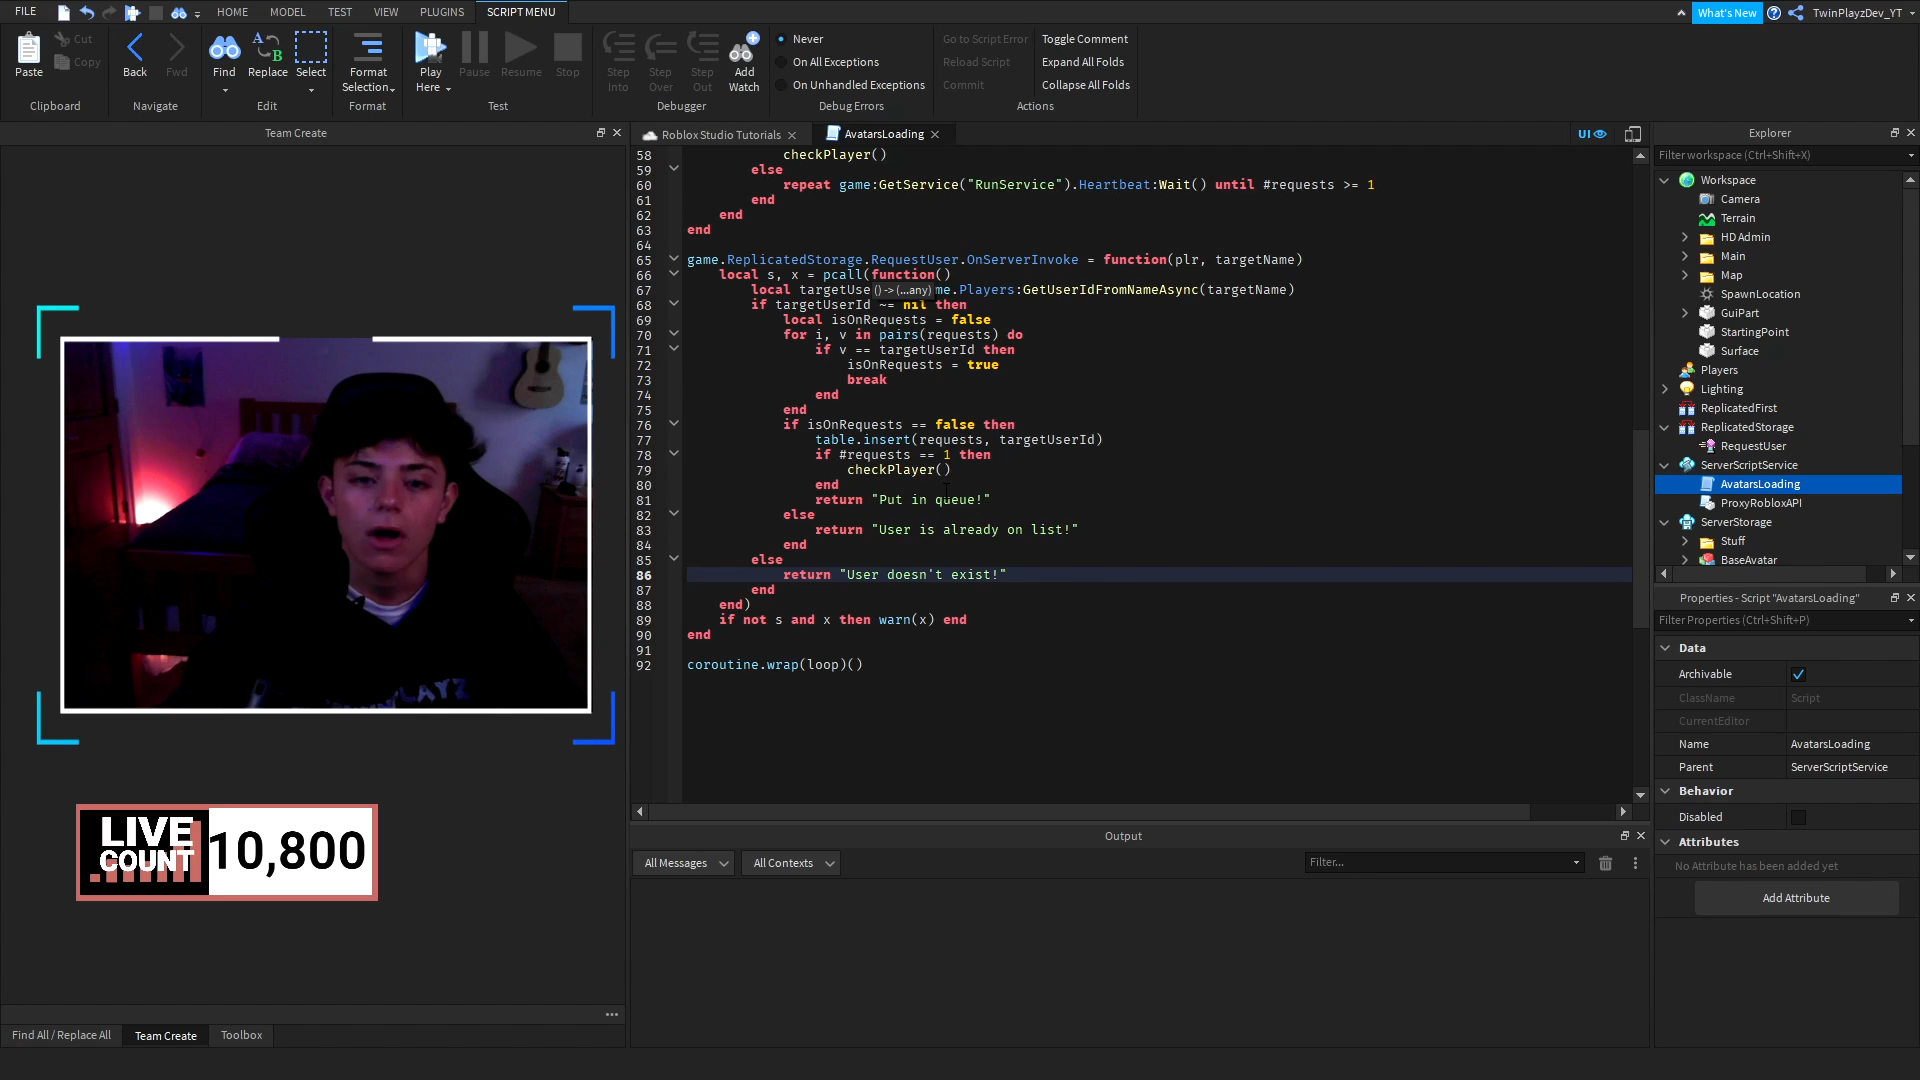 FILE HOME MODEL TEST VIEW PLUGINS SCRIPT MENU What's New TwinPlayzDev_YT
Paste Cut Copy Clipboard
Back Fwd Navigate
Find Replace Select Edit
Format Selection Format
Play Here Pause Resume Stop Test
Step Into Step Over Step Out Add Watch Debugger
Never
On All Exceptions
On Unhandled Exceptions
Debug Errors
Go to Script Error Toggle Comment
Reload Script Expand All Folds
Commit Collapse All Folds
Actions
Team Create
Roblox Studio Tutorials AvatarsLoading UI
58 checkPlayer()
59 else
60 repeat game:GetService("RunService").Heartbeat:Wait() until #requests >= 1
61 end
62 end
63 end
64
65 game.ReplicatedStorage.RequestUser.OnServerInvoke = function(plr, targetName)
66 local s, x = pcall(function()
67 local targetUse () -> (...any) me.Players:GetUserIdFromNameAsync(targetName)
68 if targetUserId ~= nil then
69 local isOnRequests = false
70 for i, v in pairs(requests) do
71 if v == targetUserId then
72 isOnRequests = true
73 break
74 end
75 end
76 if isOnRequests == false then
77 table.insert(requests, targetUserId)
78 if #requests == 1 then
79 checkPlayer()
80 end
81 return "Put in queue!"
82 else
83 return "User is already on list!"
84 end
85 else
86 return "User doesn't exist!"
87 end
88 end)
89 if not s and x then warn(x) end
90 end
91
92 coroutine.wrap(loop)()
LIVE COUNT 10,800
Find All / Replace All Team Create Toolbox
Output
All Messages All Contexts Filter...
Explorer
Filter workspace (Ctrl+Shift+X)
Workspace
Camera
Terrain
HD Admin
Main
Map
SpawnLocation
GuiPart
StartingPoint
Surface
Players
Lighting
ReplicatedFirst
ReplicatedStorage
RequestUser
ServerScriptService
AvatarsLoading
ProxyRobloxAPI
ServerStorage
Stuff
BaseAvatar
Properties - Script "AvatarsLoading"
Filter Properties (Ctrl+Shift+P)
Data
Archivable
ClassName Script
CurrentEditor
Name AvatarsLoading
Parent ServerScriptService
Behavior
Disabled
Attributes
No Attribute has been added yet
Add Attribute